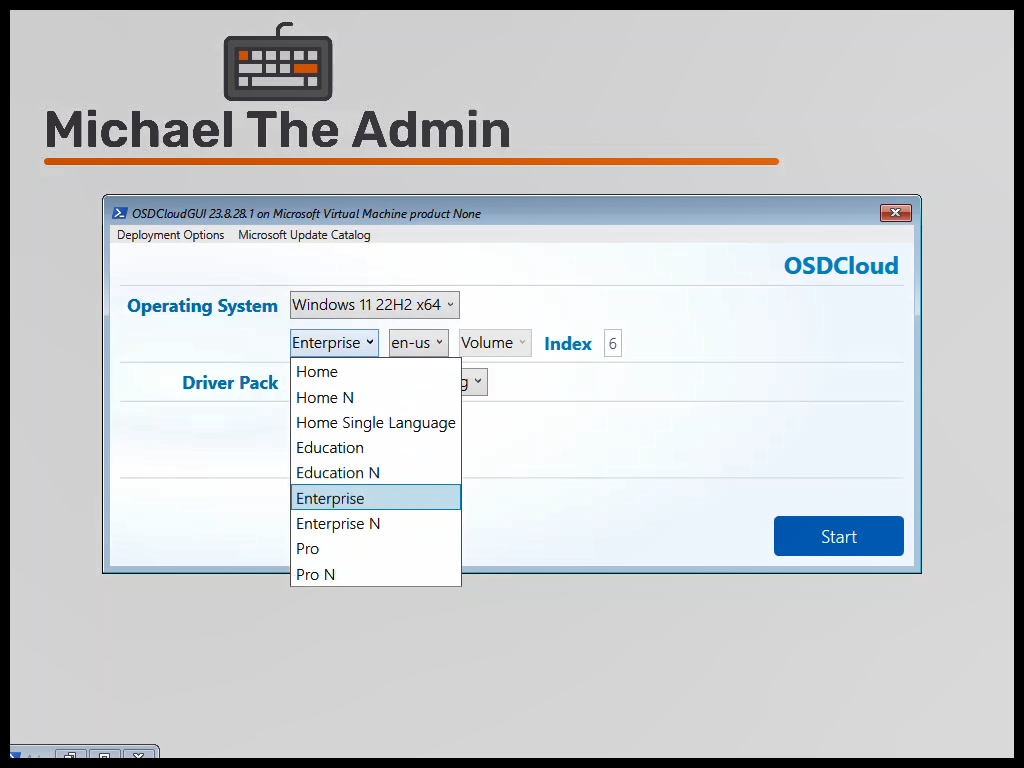 Michael The Admin
OSDCloudGUI 23.8.28.1 on Microsoft Virtual Machine product None
Deployment Options Microsoft Update Catalog
OSDCloud
Operating System Windows 11 22H2 x64
Enterprise en-us Volume Index 6
Driver Pack g
Home
Home N
Home Single Language
Education
Education N
Enterprise
Enterprise N
Pro
Pro N
Start